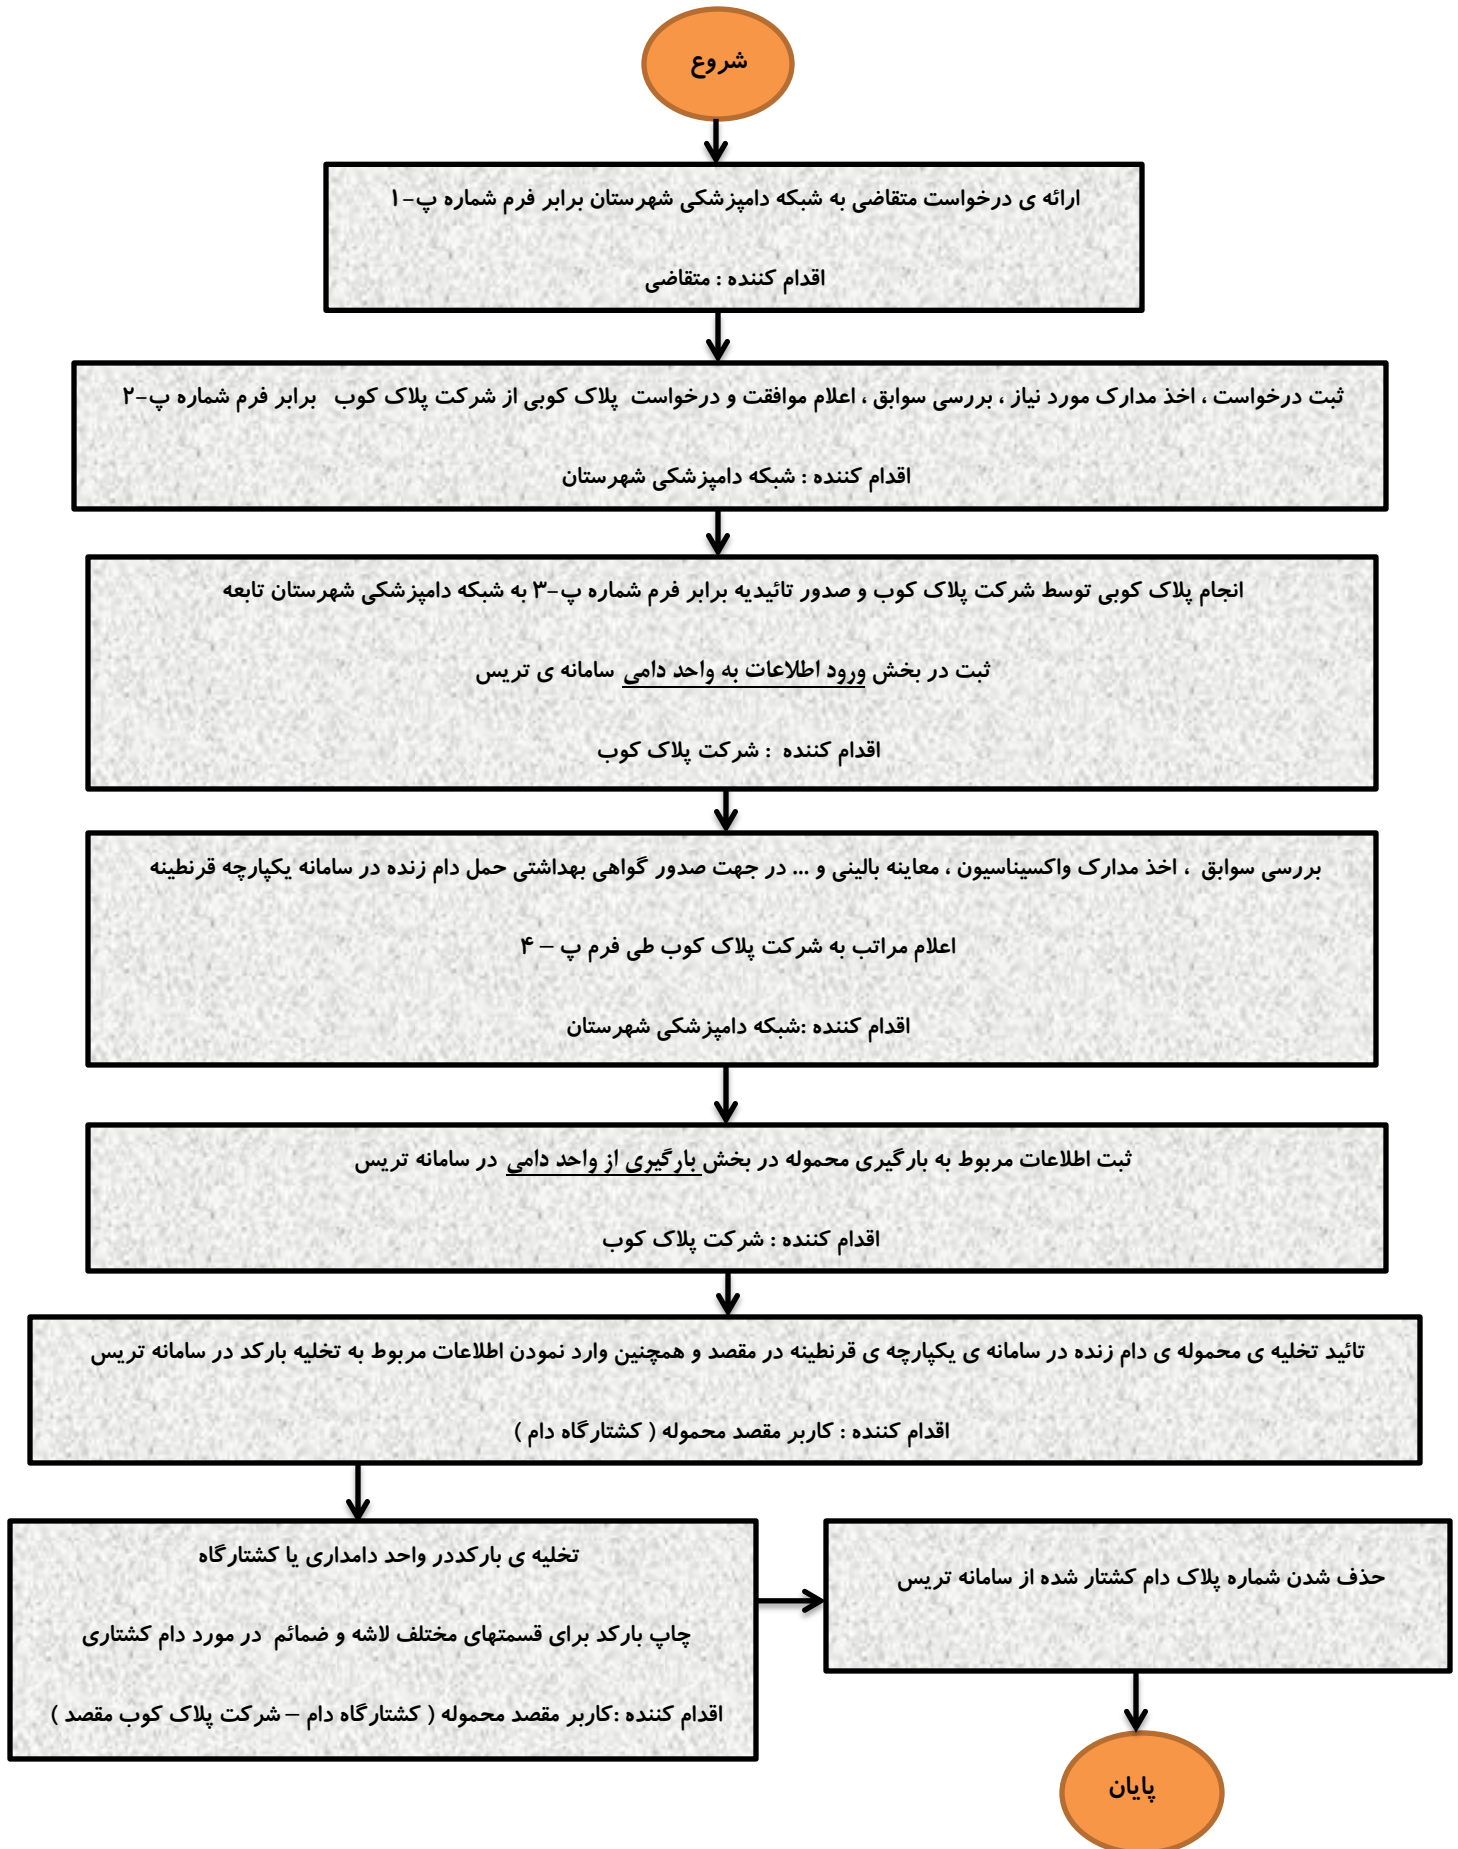 شروع
ارائه ی درخواست متقاضی به شبکه دامپزشکی شهرستان برابر فرم شماره پ-۱
اقدام کننده : متقاضی
ثبت درخواست ، اخذ مدارک مورد نیاز ، بررسی سوابق ، اعلام موافقت و درخواست پلاک کوبی از شرکت پلاک کوب برابر فرم شماره پ-۲
اقدام کننده : شبکه دامپزشکی شهرستان
انجام پلاک کوبی توسط شرکت پلاک کوب و صدور تائیدیه برابر فرم شماره پ-۳ به شبکه دامپزشکی شهرستان تابعه
ثبت در بخش ورود اطلاعات به واحد دامی سامانه ی تریس
اقدام کننده : شرکت پلاک کوب
بررسی سوابق ، اخذ مدارک واکسیناسیون ، معاینه بالینی و ... در جهت صدور گواهی بهداشتی حمل دام زنده در سامانه یکپارچه قرنطینه
اعلام مراتب به شرکت پلاک کوب طی فرم پ – ۴
اقدام کننده :شبکه دامپزشکی شهرستان
ثبت اطلاعات مربوط به بارگیری محموله در بخش بارگیری از واحد دامی در سامانه تریس
اقدام کننده : شرکت پلاک کوب
تائید تخلیه ی محموله ی دام زنده در سامانه ی یکپارچه ی قرنطینه در مقصد و همچنین وارد نمودن اطلاعات مربوط به تخلیه بارکد در سامانه تریس
اقدام کننده : کاربر مقصد محموله ( کشتارگاه دام )
تخلیه ی بارکددر واحد دامداری یا کشتارگاه
چاپ بارکد برای قسمتهای مختلف لاشه و ضمائم در مورد دام کشتاری
اقدام کننده :کاربر مقصد محموله ( کشتارگاه دام – شرکت پلاک کوب مقصد )
حذف شدن شماره پلاک دام کشتار شده از سامانه تریس
پایان